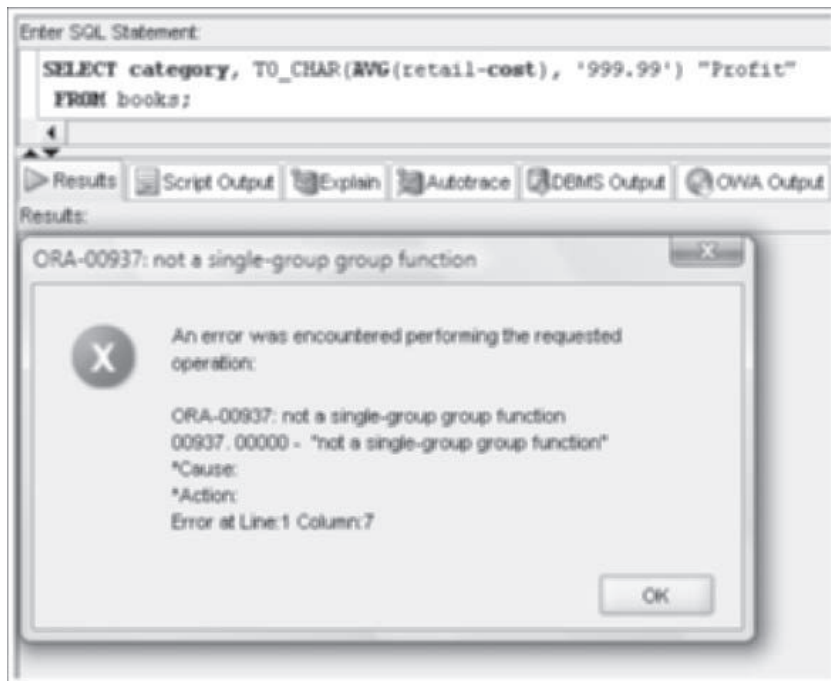 Enter SQL Statement:
SELECT category, TO_CHAR(AVG(retail-cost), '999.99') "Profit"
FROM books;
Results Script Output Explain Autotrace DBMS Output OWA Output
Results:
ORA-00937: not a single-group group function
An error was encountered performing the requested
operation:
ORA-00937: not a single-group group function
00937. 00000 - "not a single-group group function"
*Cause:
*Action:
Error at Line:1 Column:7
OK